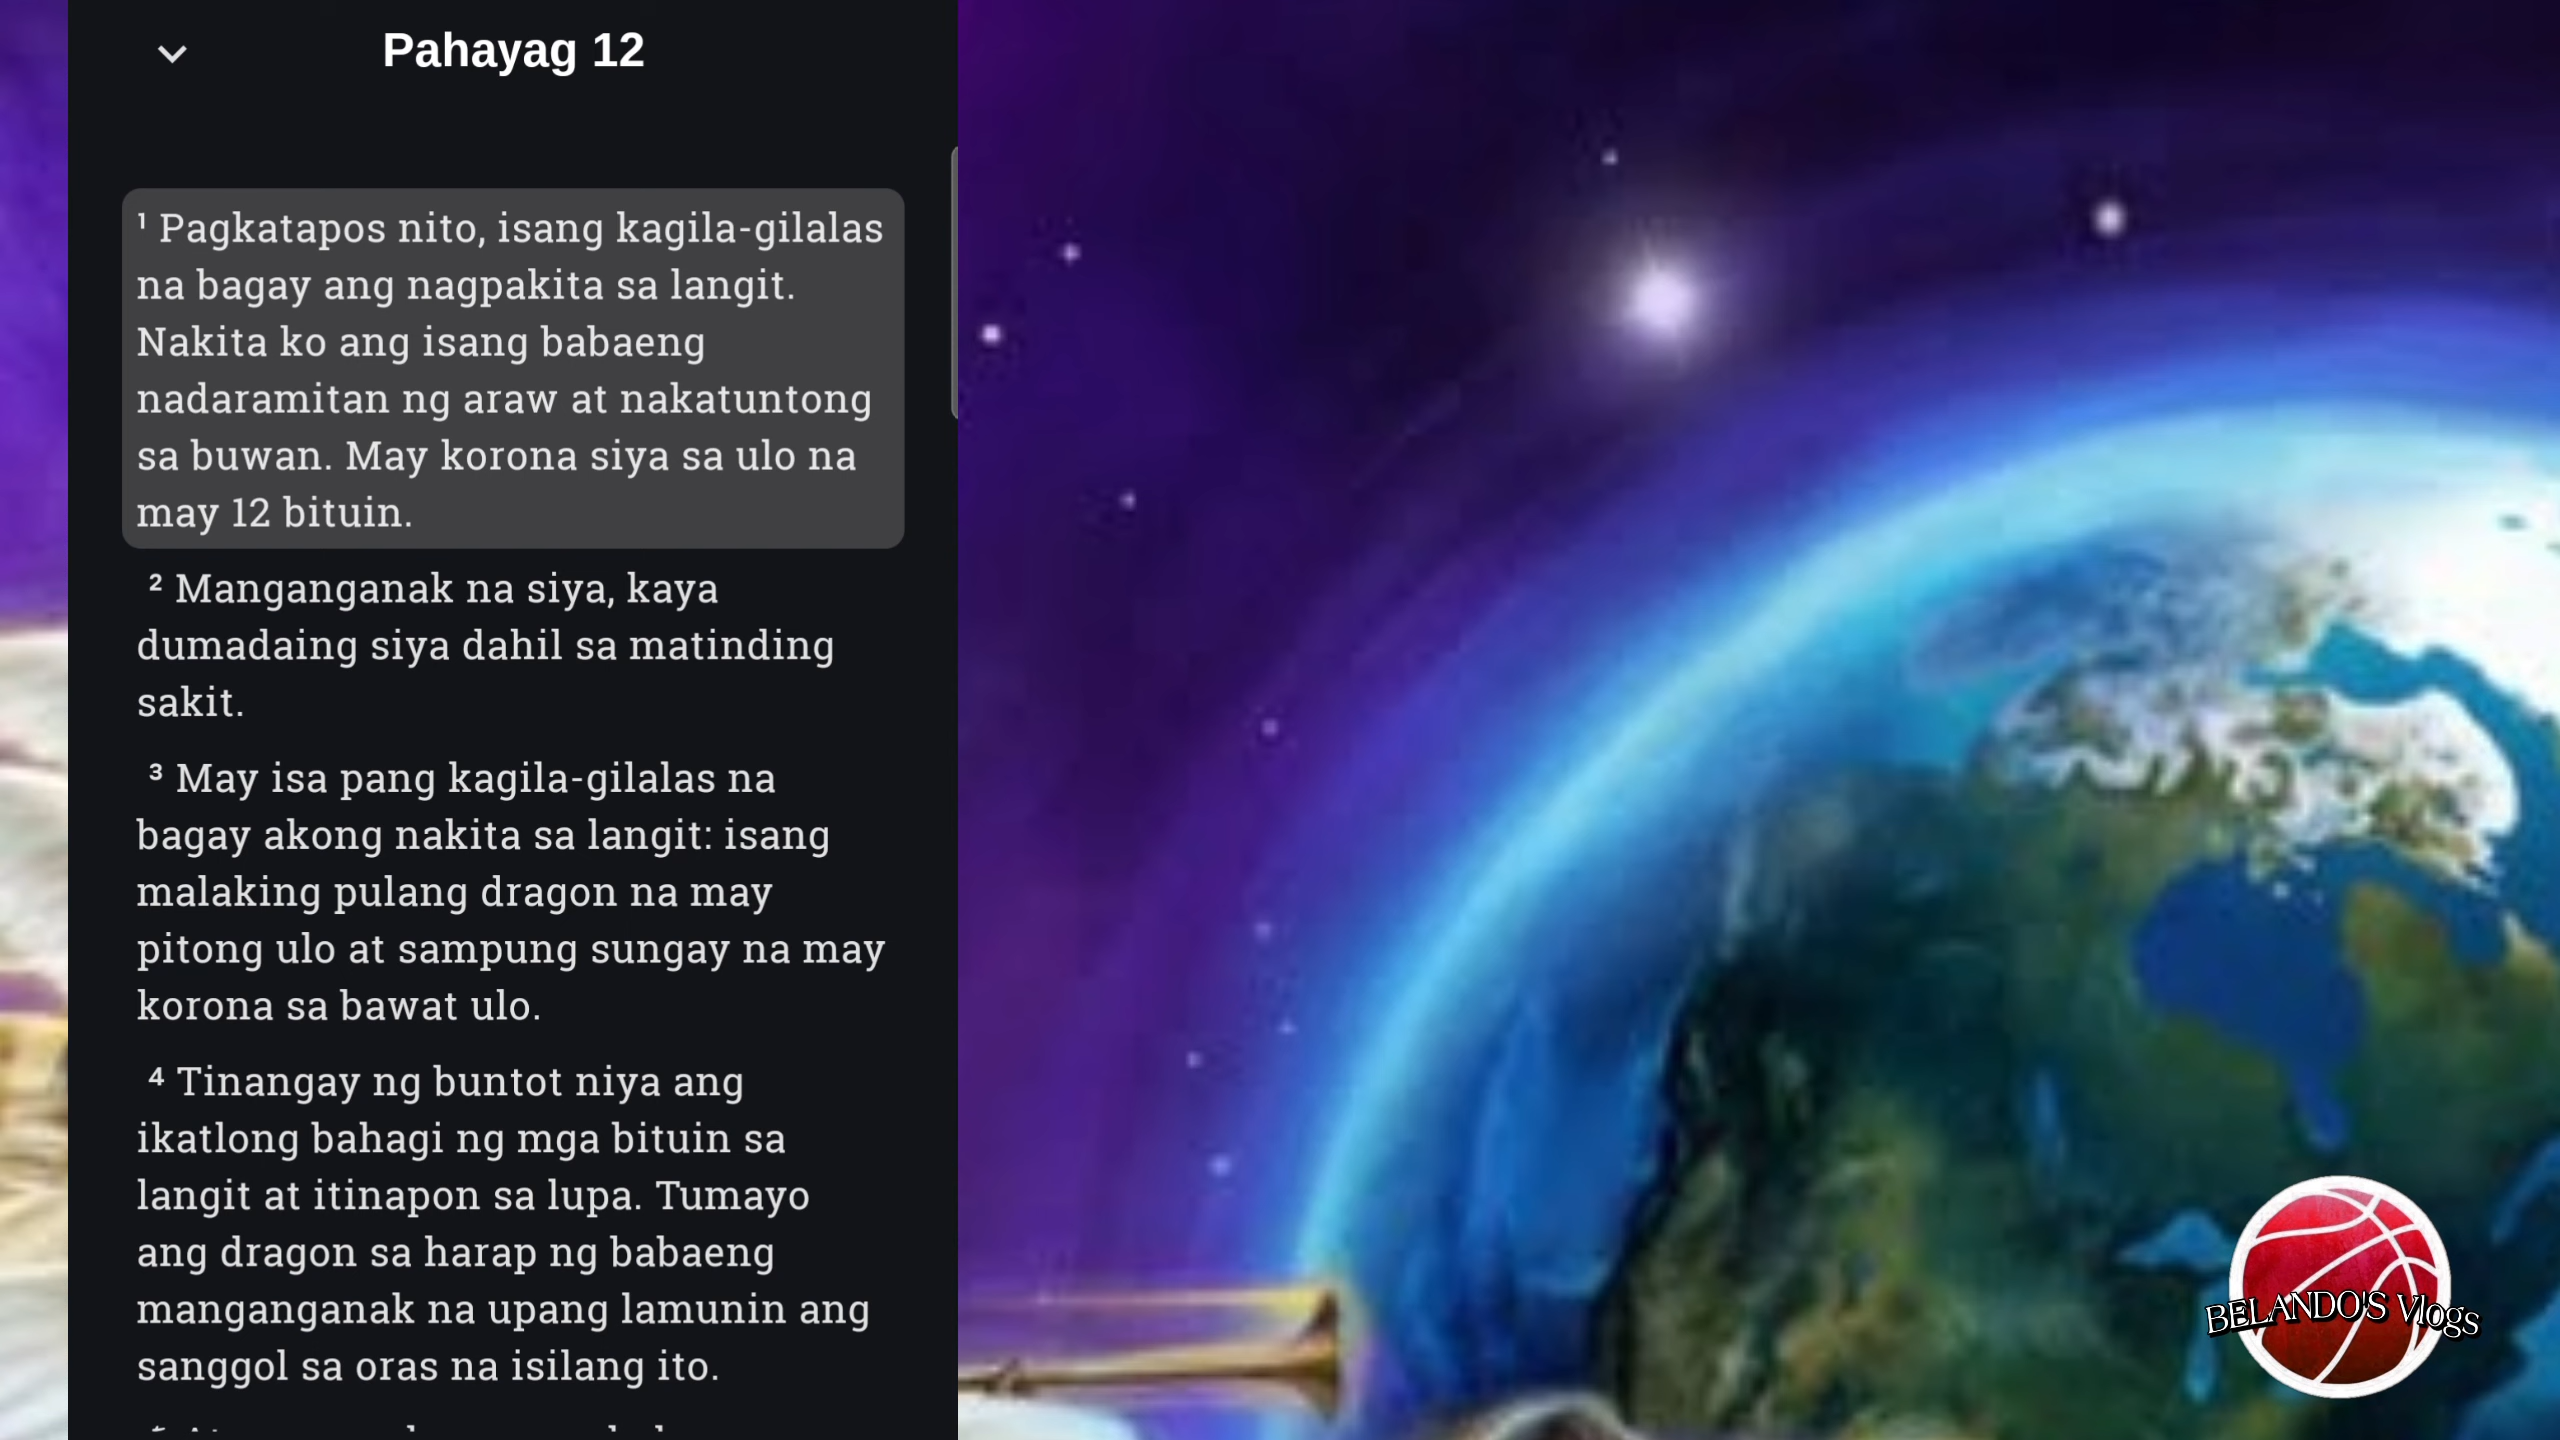 Pahayag 12
¹ Pagkatapos nito, isang kagila-gilalas
na bagay ang nagpakita sa langit.
Nakita ko ang isang babaeng
nadaramitan ng araw at nakatuntong
sa buwan. May korona siya sa ulo na
may 12 bituin.
² Manganganak na siya, kaya
dumadaing siya dahil sa matinding
sakit.
³ May isa pang kagila-gilalas na
bagay akong nakita sa langit: isang
malaking pulang dragon na may
pitong ulo at sampung sungay na may
korona sa bawat ulo.
⁴ Tinangay ng buntot niya ang
ikatlong bahagi ng mga bituin sa
langit at itinapon sa lupa. Tumayo
ang dragon sa harap ng babaeng
manganganak na upang lamunin ang
sanggol sa oras na isilang ito.
BELANDO'S Vlogs